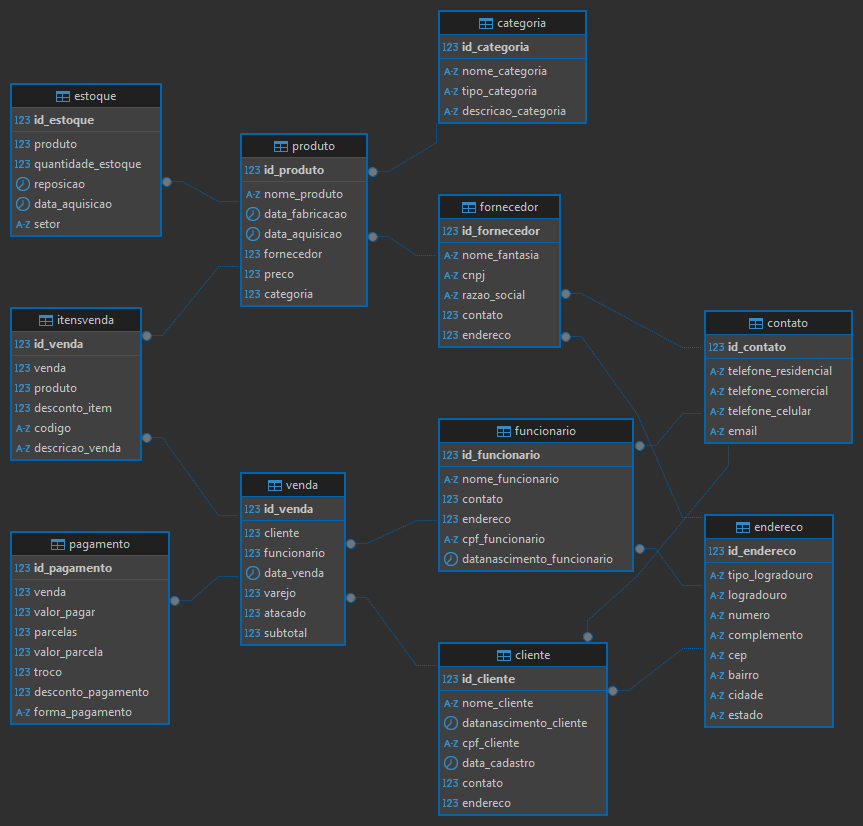 categoria
123 id_categoria
A-Z nome_categoria
A-Z tipo_categoria
A-Z descricao_categoria
estoque
123 id_estoque
123 produto
123 quantidade_estoque
reposicao
data_aquisicao
A-Z setor
produto
123 id_produto
A-Z nome_produto
data_fabricacao
data_aquisicao
123 fornecedor
123 preco
123 categoria
fornecedor
123 id_fornecedor
A-Z nome_fantasia
A-Z cnpj
A-Z razao_social
123 contato
123 endereco
itensvenda
123 id_venda
123 venda
123 produto
123 desconto_item
A-Z codigo
A-Z descricao_venda
contato
123 id_contato
A-Z telefone_residencial
A-Z telefone_comercial
A-Z telefone_celular
A-Z email
funcionario
123 id_funcionario
A-Z nome_funcionario
123 contato
123 endereco
A-Z cpf_funcionario
datanascimento_funcionario
venda
123 id_venda
123 cliente
123 funcionario
data_venda
123 varejo
123 atacado
123 subtotal
pagamento
123 id_pagamento
123 venda
123 valor_pagar
123 parcelas
123 valor_parcela
123 troco
123 desconto_pagamento
A-Z forma_pagamento
endereco
123 id_endereco
A-Z tipo_logradouro
A-Z logradouro
A-Z numero
A-Z complemento
A-Z cep
A-Z bairro
A-Z cidade
A-Z estado
cliente
123 id_cliente
A-Z nome_cliente
datanascimento_cliente
A-Z cpf_cliente
data_cadastro
123 contato
123 endereco